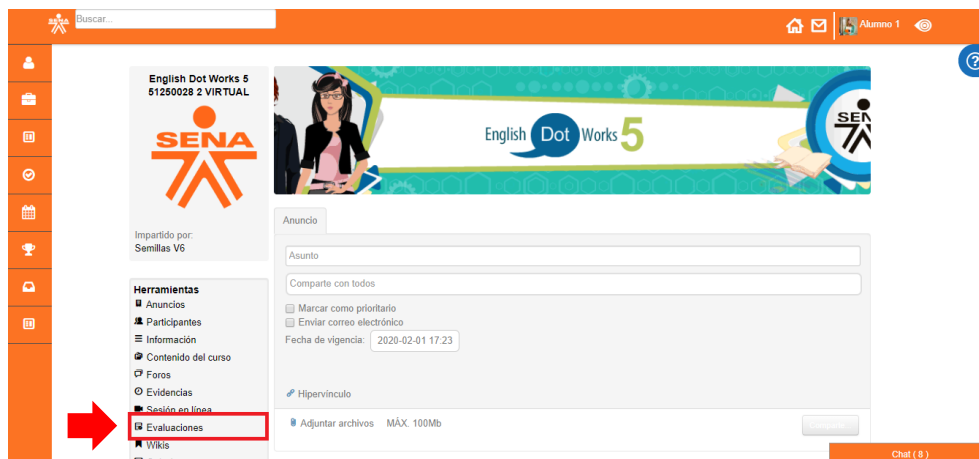 Buscar...
Alumno 1
English Dot Works 5
51250028 2 VIRTUAL
SENA
Impartido por:
Semillas V6
Herramientas
Anuncios
Participantes
Información
Contenido del curso
Foros
Evidencias
Sesión en línea
Evaluaciones
Wikis
English Dot Works 5
SEN
Anuncio
Asunto
Comparte con todos
Marcar como prioritario
Enviar correo electrónico
Fecha de vigencia: 2020-02-01 17:23
Hipervínculo
Adjuntar archivos MÁX. 100Mb
Chat ( 8 )